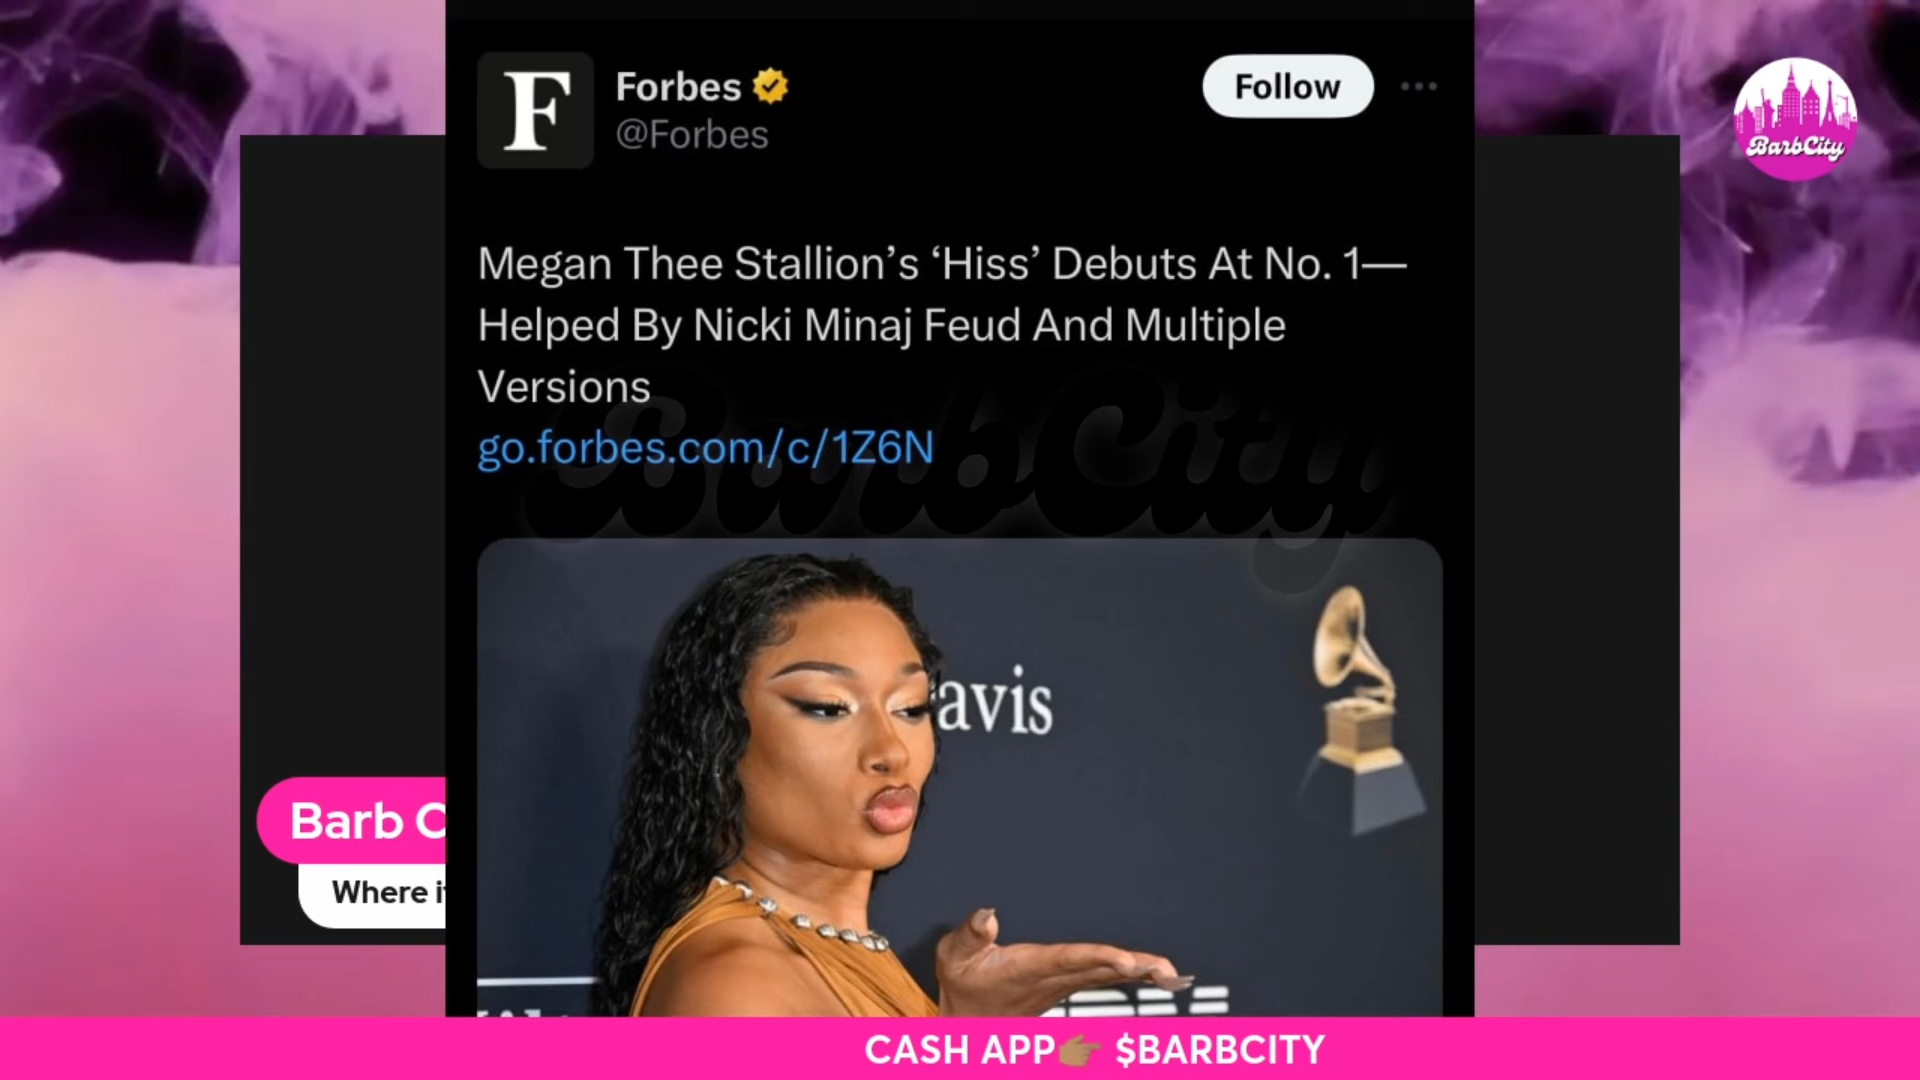 F
Forbes
@Forbes
Follow
BarbCity
Megan Thee Stallion’s ‘Hiss’ Debuts At No. 1—
Helped By Nicki Minaj Feud And Multiple
Versions
go.forbes.com/c/1Z6N
BarbCity
avis
Barb C
Where i
CASH APP👉🏽 $BARBCITY